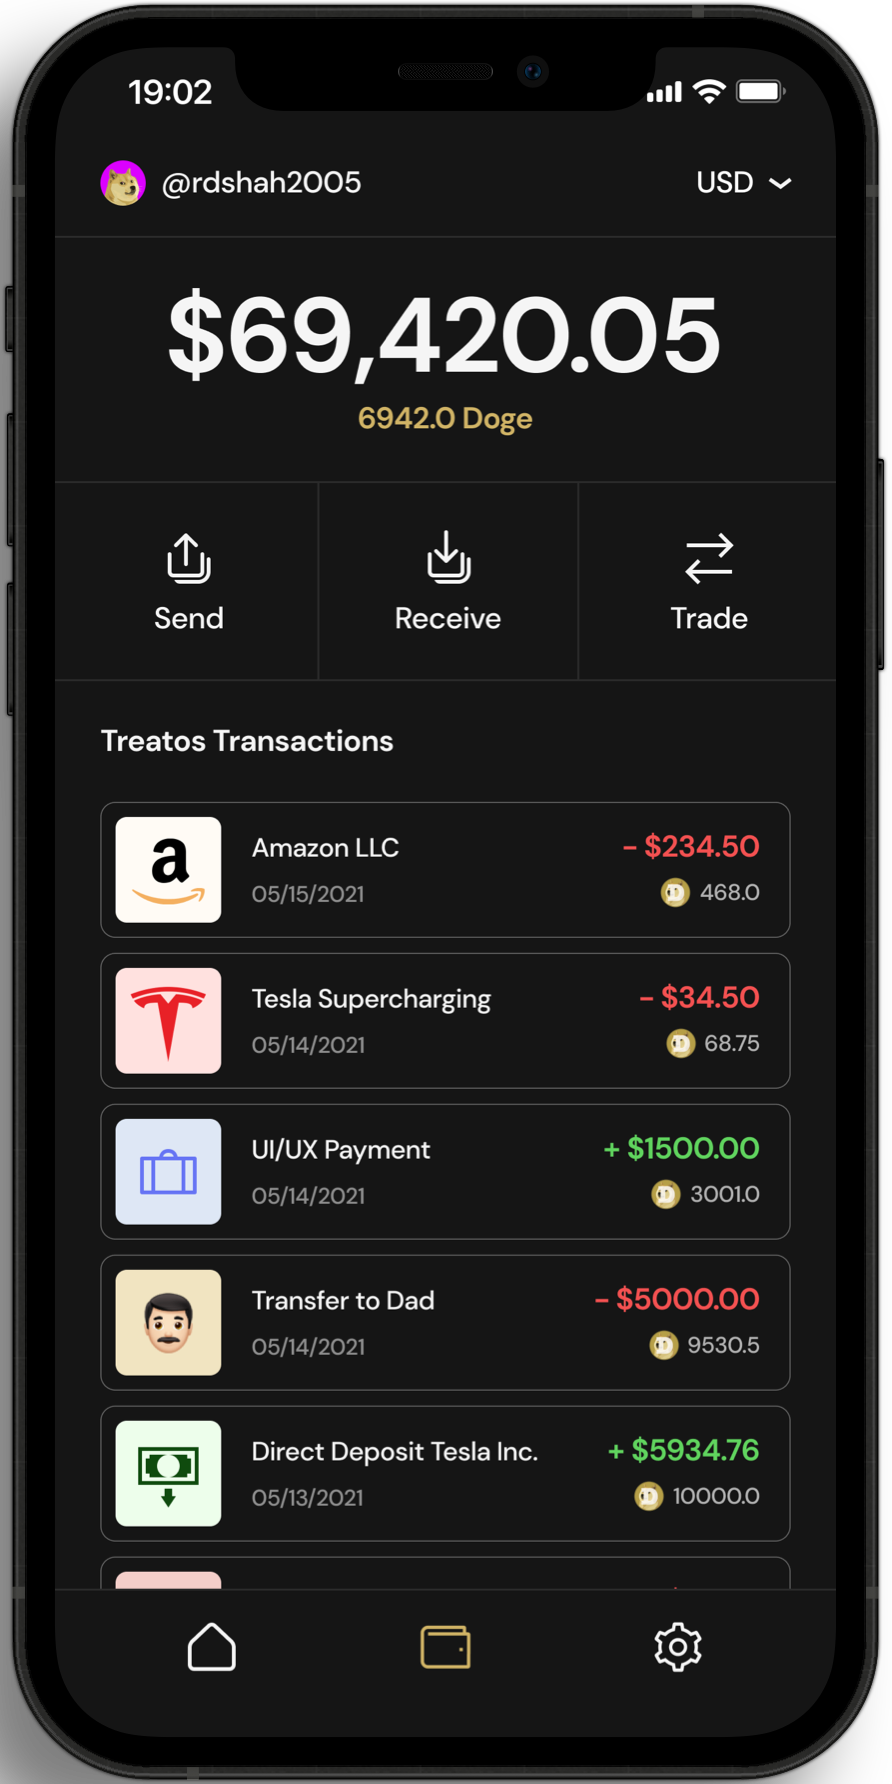 19:02
@rdshah2005 USD
$69,420.05
6942.0 Doge
Send Receive Trade
Treatos Transactions
Amazon LLC - $234.50
05/15/2021 468.0
Tesla Supercharging - $34.50
05/14/2021 68.75
UI/UX Payment + $1500.00
05/14/2021 3001.0
Transfer to Dad - $5000.00
05/14/2021 9530.5
Direct Deposit Tesla Inc. + $5934.76
05/13/2021 10000.0